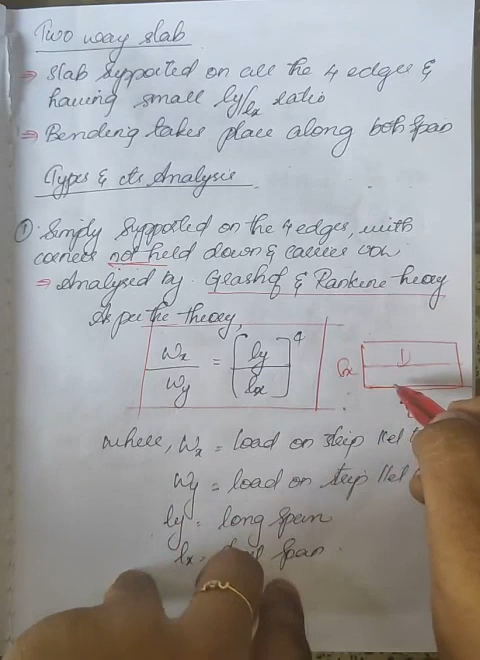 Two way slab
⇒ Slab supported on all the 4 edges &
having small ly/lx ratio
⇒ Bending takes place along both span
Types & its Analysis
① Simply supported on the 4 edges, with
corners not held down & carries UDL
⇒ Analysed by Grashof & Rankine theory
As per the theory,
Wx/Wy = [ly/lx]^4
lx
where, Wx = load on strip llel
Wy = load on strip llel
ly = long span
lx = span